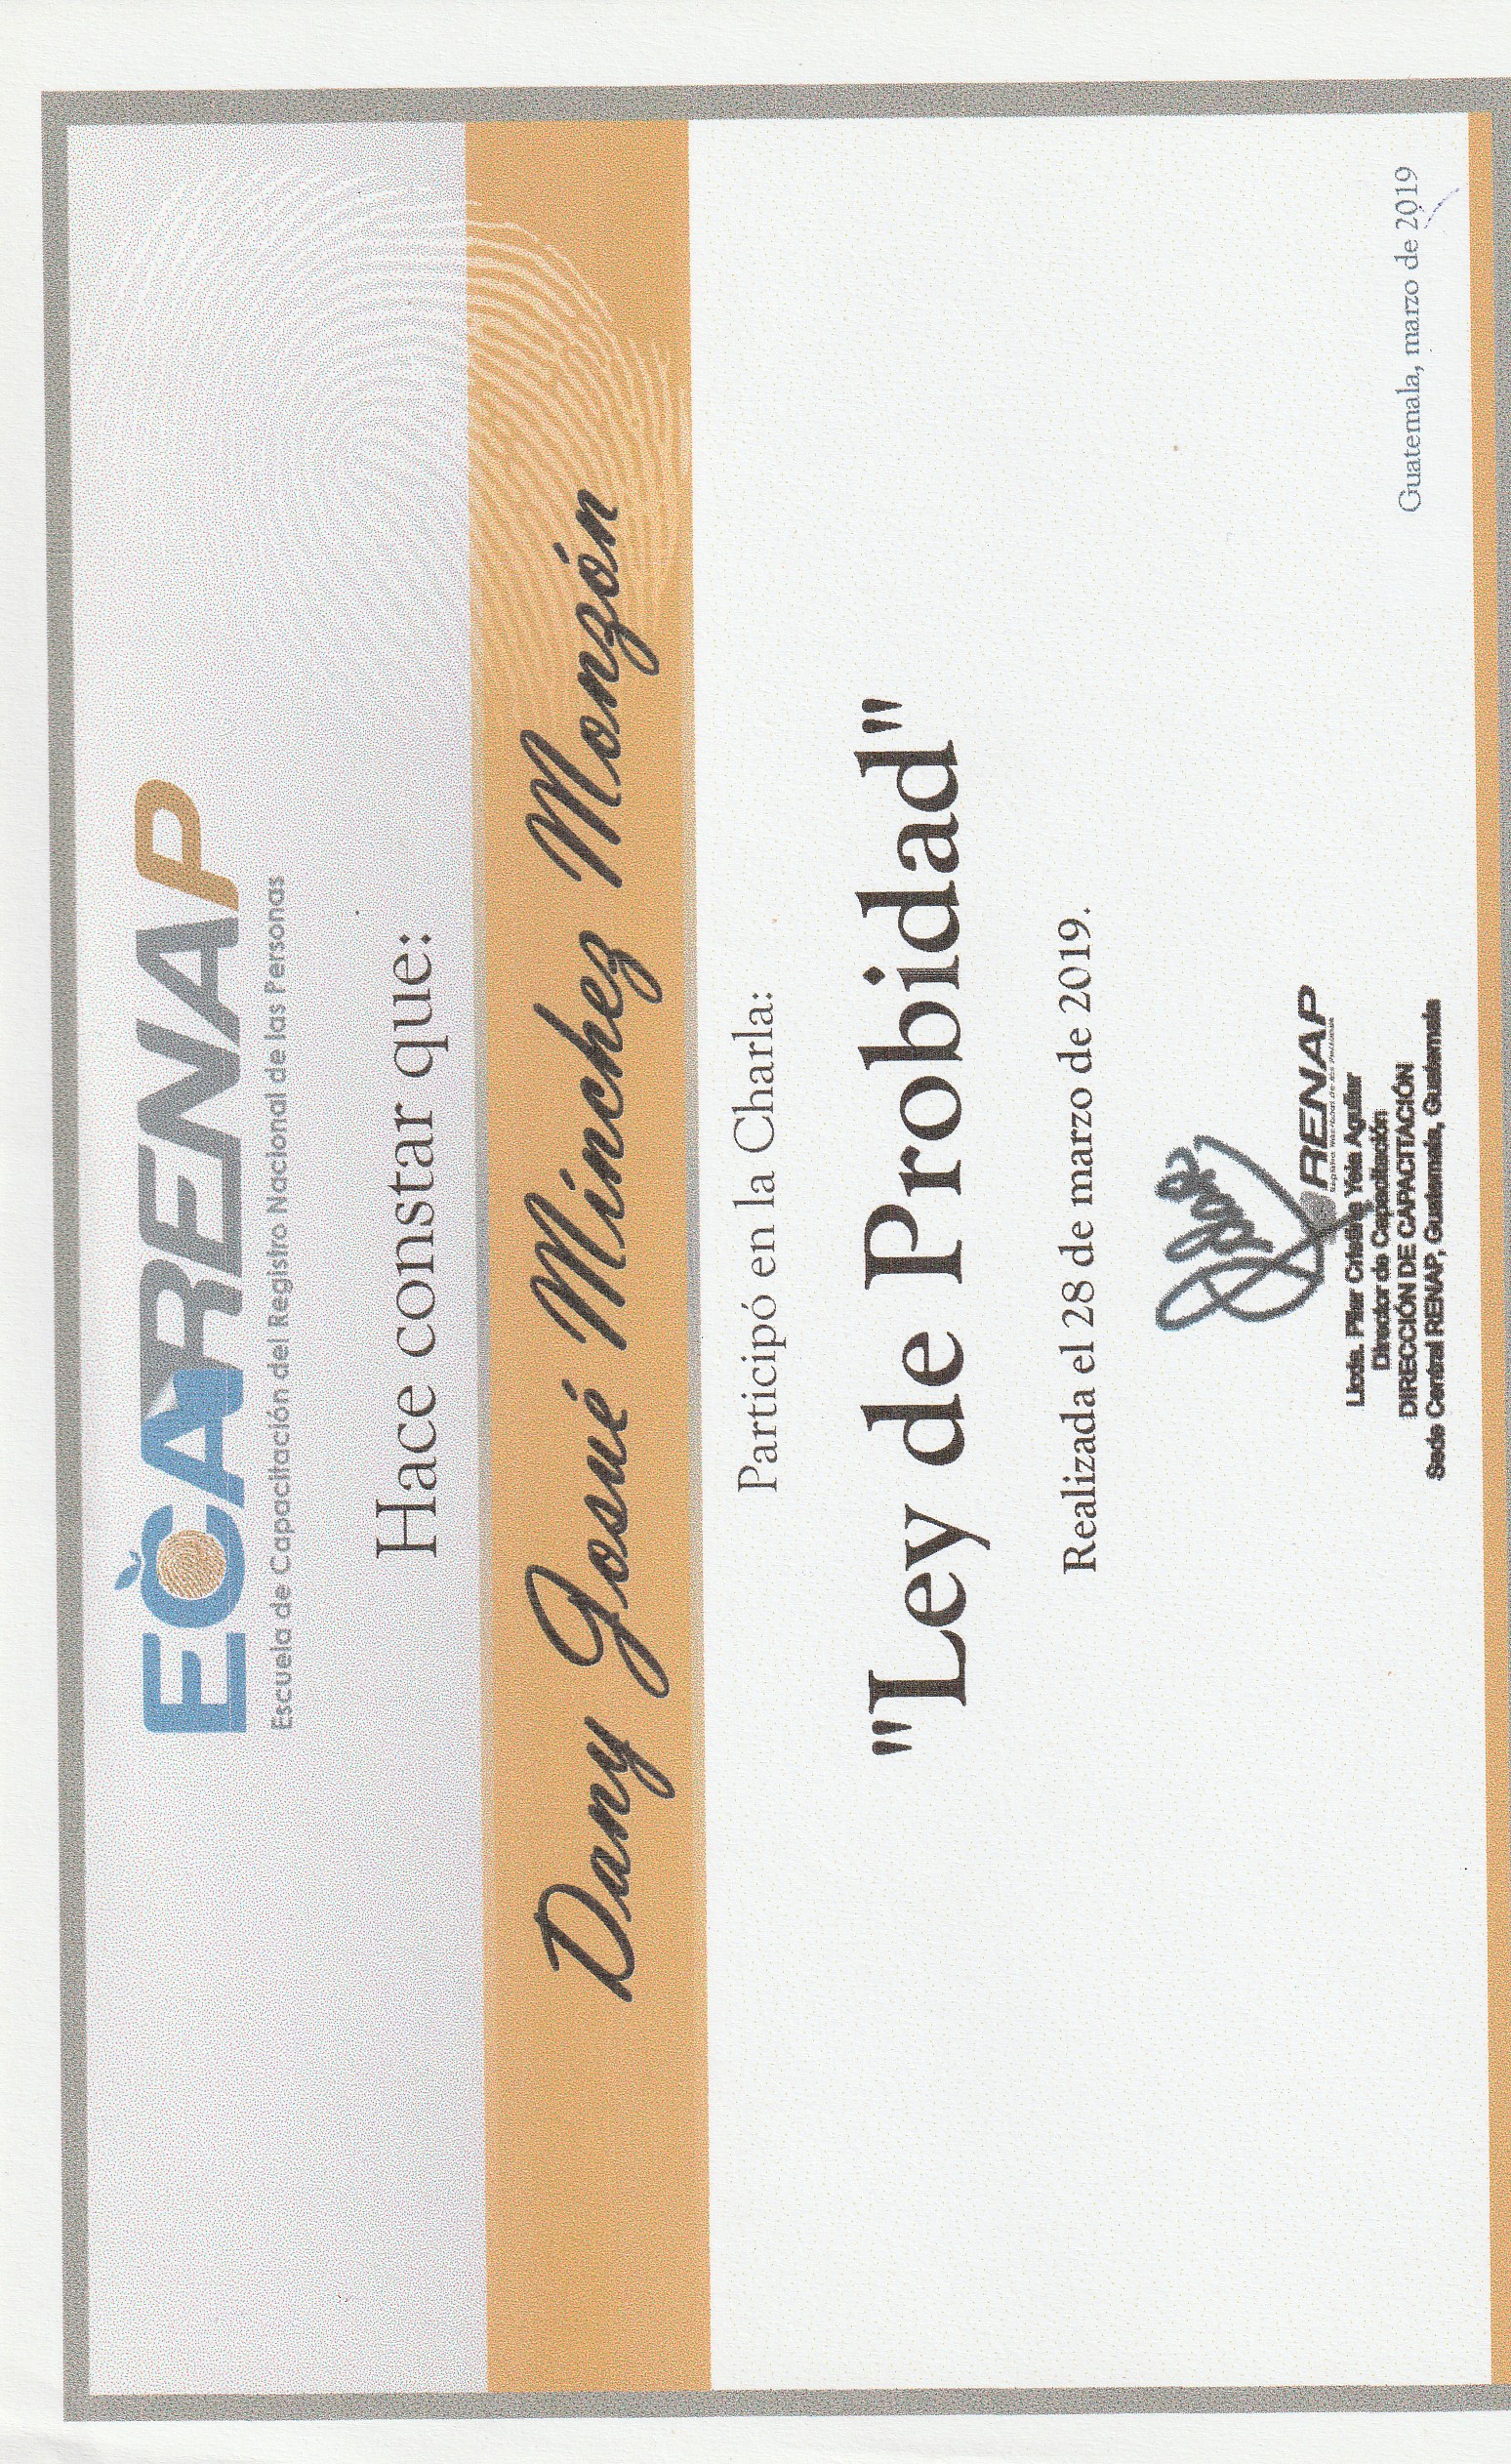 ECARENAP
Escuela de Capacitación del Registro Nacional de las Personas
Hace constar que:
Dany Josué Mínchez Monzón
Participó en la Charla:
"Ley de Probidad"
Realizada el 28 de marzo de 2019.
RENAP
Registro Nacional de las Personas
Licda. Pilar Cristina Yela Aguilar
Director de Capacitación
DIRECCIÓN DE CAPACITACIÓN
Sede Central RENAP, Guatemala, Guatemala
Guatemala, marzo de 2019